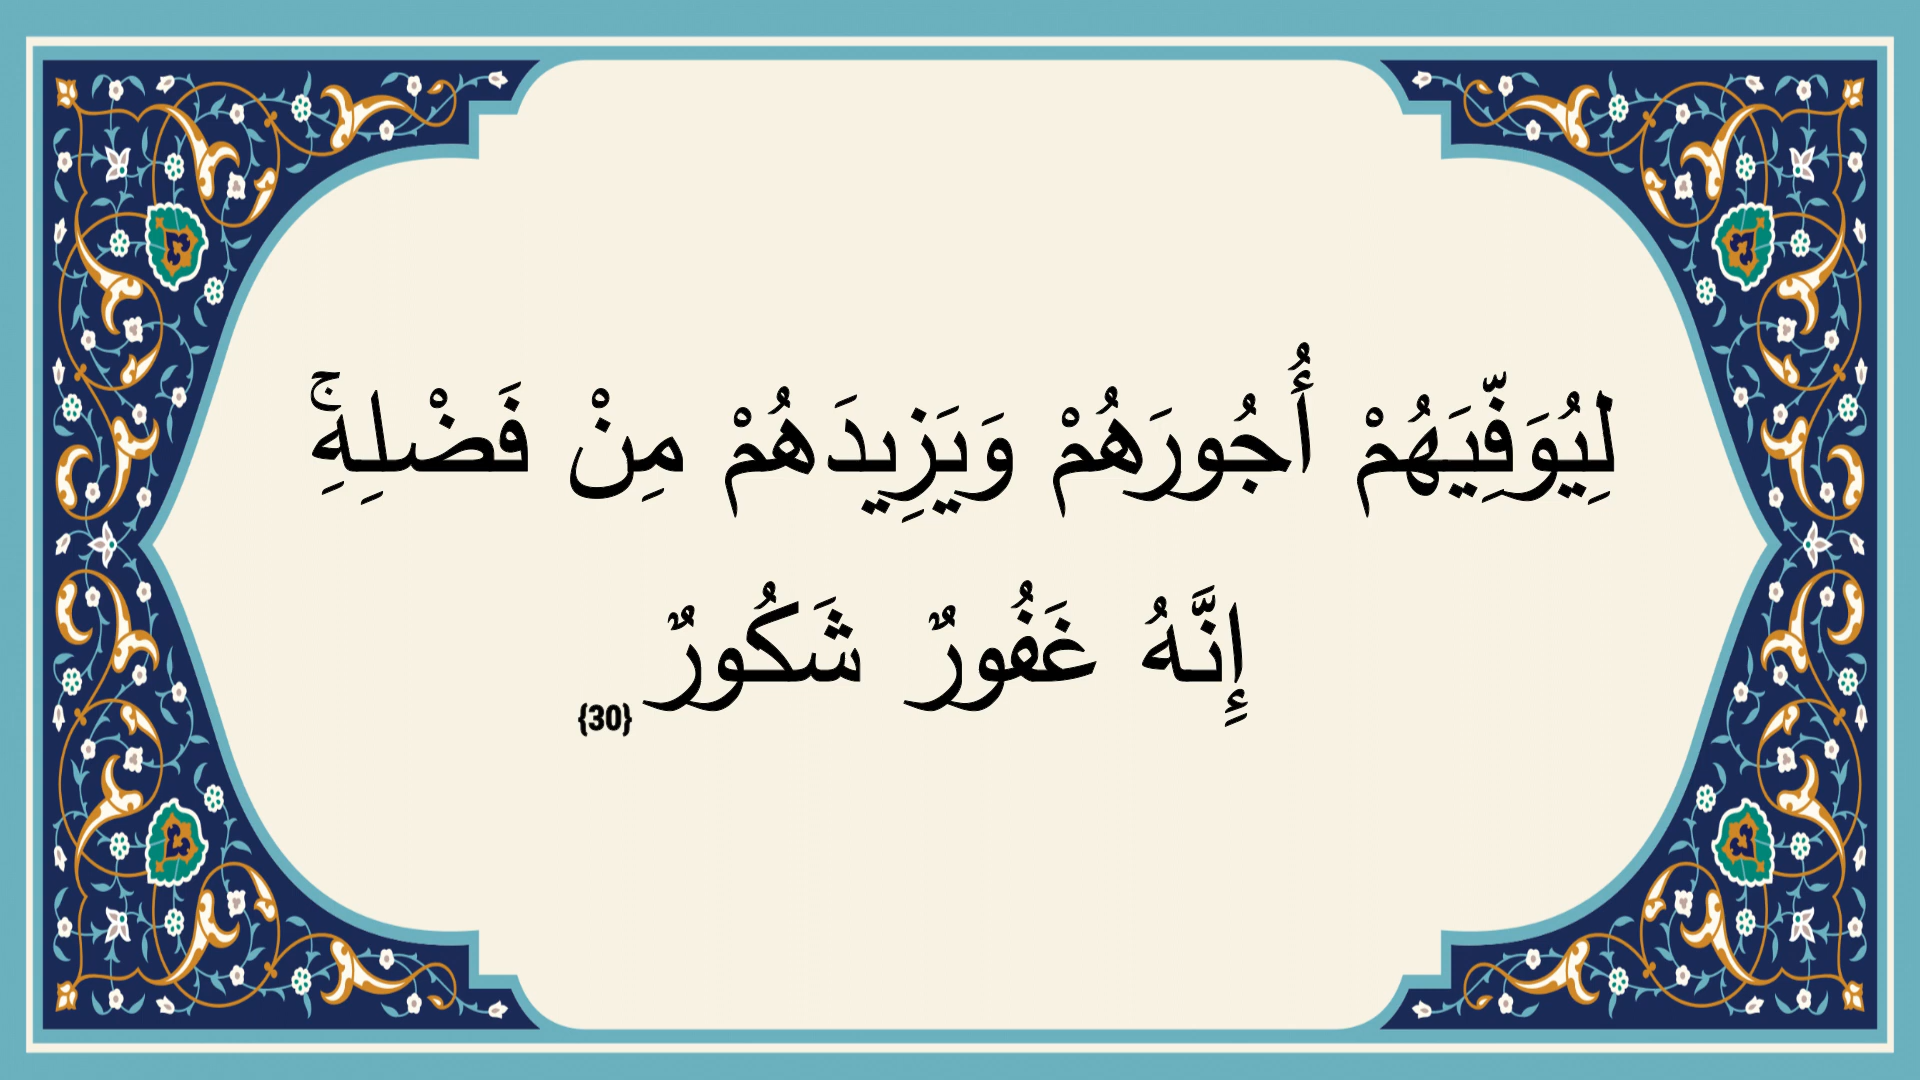 لِيُوَفِّيَهُمْ أُجُورَهُمْ وَيَزِيدَهُمْ مِنْ فَضْلِهِۚ
إِنَّهُ غَفُورٌ شَكُورٌ {30}